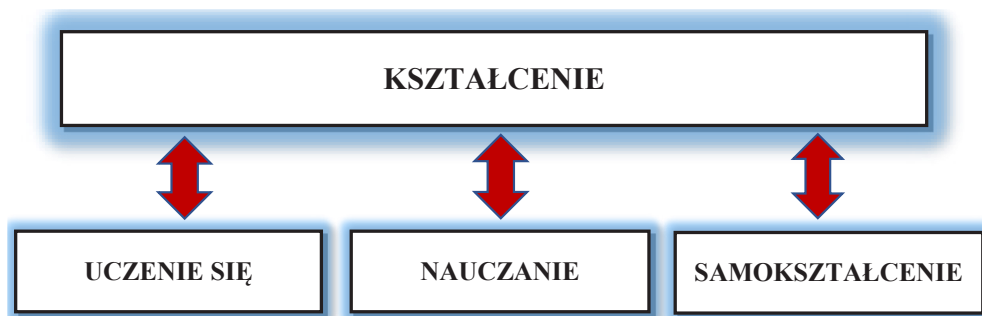 KSZTAŁCENIE
UCZENIE SIĘ
NAUCZANIE
SAMOKSZTAŁCENIE